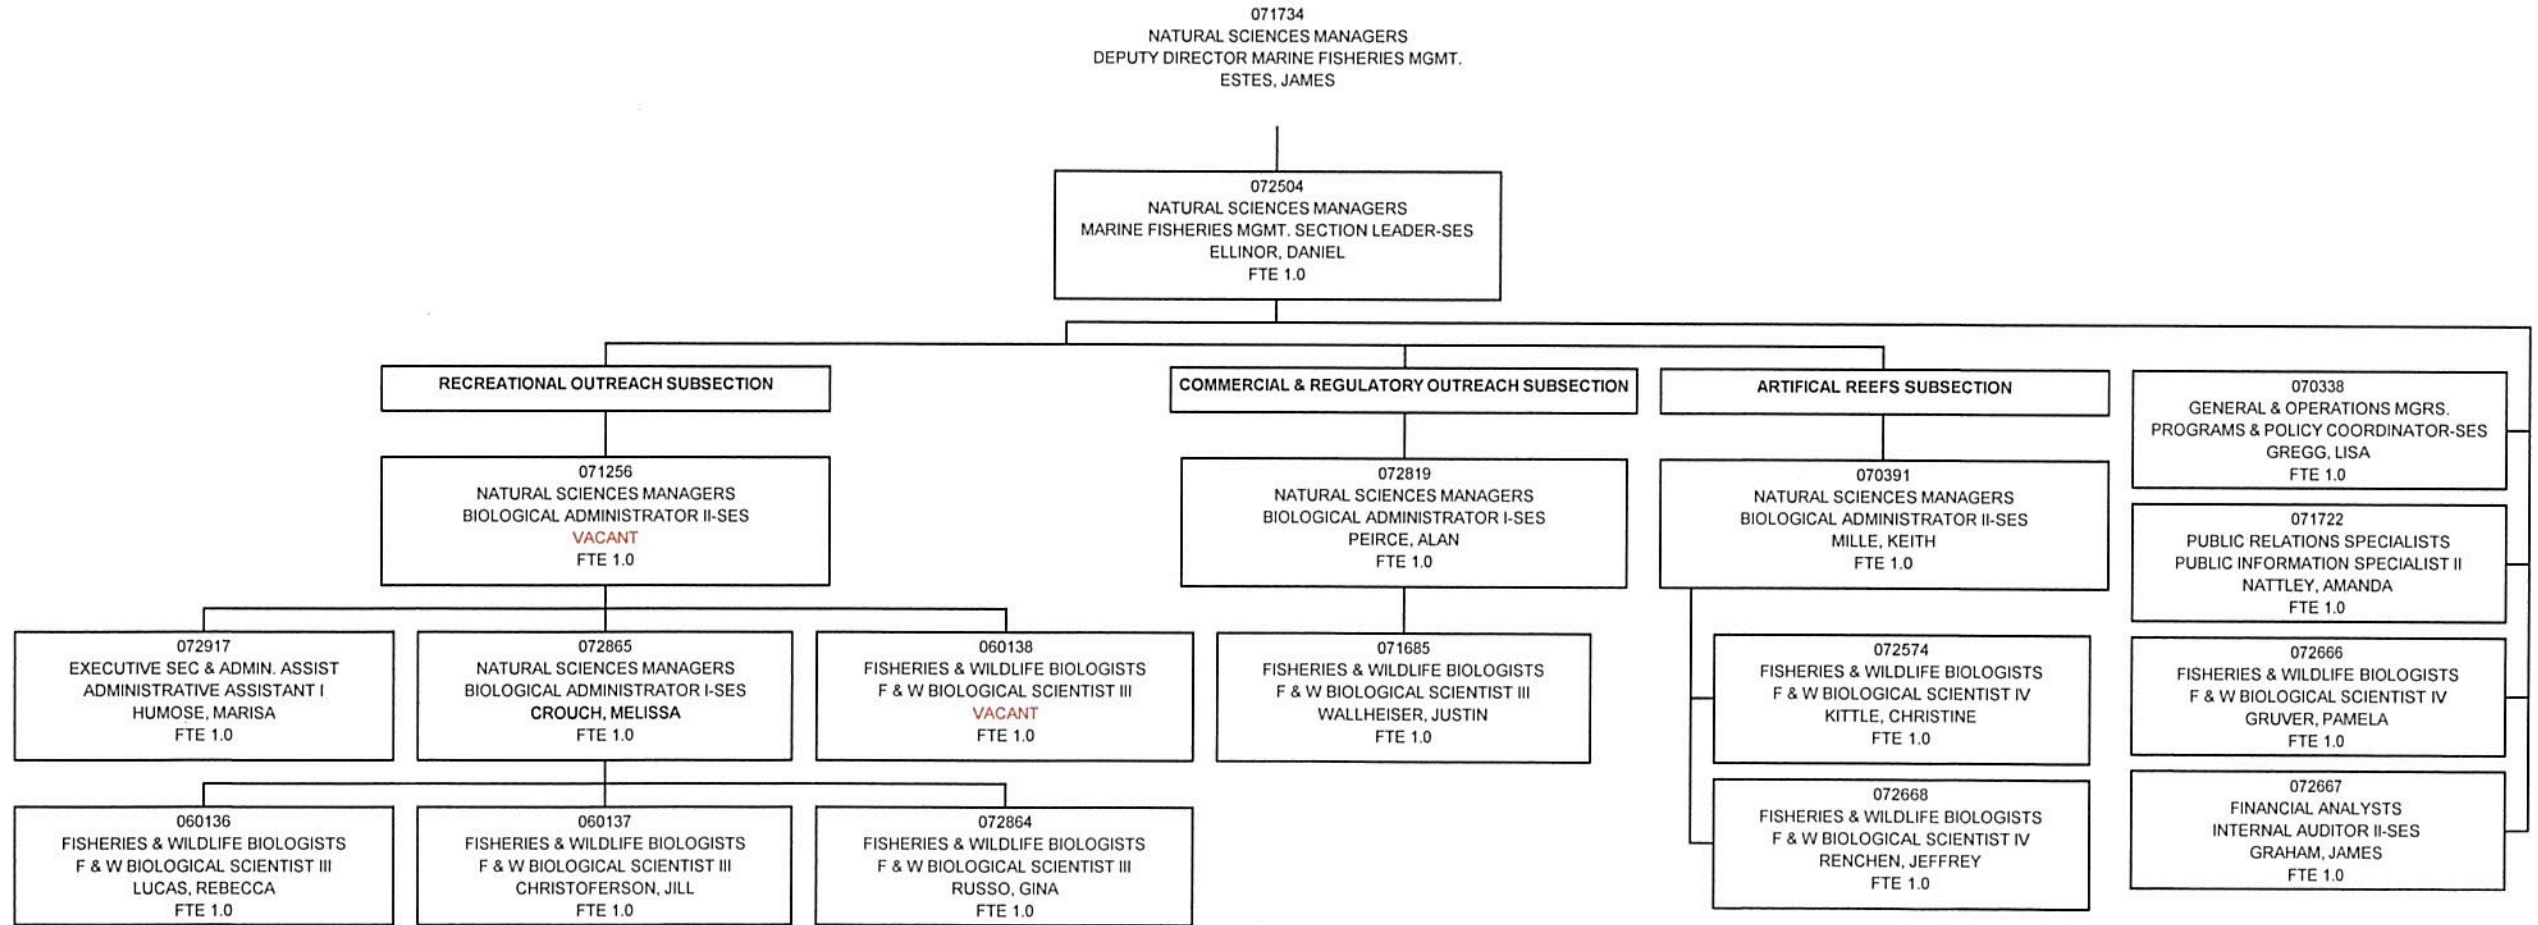 071734
NATURAL SCIENCES MANAGERS
DEPUTY DIRECTOR MARINE FISHERIES MGMT.
ESTES, JAMES
072504
NATURAL SCIENCES MANAGERS
MARINE FISHERIES MGMT. SECTION LEADER-SES
ELLINOR, DANIEL
FTE 1.0
RECREATIONAL OUTREACH SUBSECTION
071256
NATURAL SCIENCES MANAGERS
BIOLOGICAL ADMINISTRATOR II-SES
VACANT
FTE 1.0
072917
EXECUTIVE SEC & ADMIN. ASSIST
ADMINISTRATIVE ASSISTANT I
HUMOSE, MARISA
FTE 1.0
072865
NATURAL SCIENCES MANAGERS
BIOLOGICAL ADMINISTRATOR I-SES
CROUCH, MELISSA
FTE 1.0
060138
FISHERIES & WILDLIFE BIOLOGISTS
F & W BIOLOGICAL SCIENTIST III
VACANT
FTE 1.0
060136
FISHERIES & WILDLIFE BIOLOGISTS
F & W BIOLOGICAL SCIENTIST III
LUCAS, REBECCA
FTE 1.0
060137
FISHERIES & WILDLIFE BIOLOGISTS
F & W BIOLOGICAL SCIENTIST III
CHRISTOFERSON, JILL
FTE 1.0
072864
FISHERIES & WILDLIFE BIOLOGISTS
F & W BIOLOGICAL SCIENTIST III
RUSSO, GINA
FTE 1.0
COMMERCIAL & REGULATORY OUTREACH SUBSECTION
072819
NATURAL SCIENCES MANAGERS
BIOLOGICAL ADMINISTRATOR I-SES
PEIRCE, ALAN
FTE 1.0
071685
FISHERIES & WILDLIFE BIOLOGISTS
F & W BIOLOGICAL SCIENTIST III
WALLHEISER, JUSTIN
FTE 1.0
ARTIFICAL REEFS SUBSECTION
070391
NATURAL SCIENCES MANAGERS
BIOLOGICAL ADMINISTRATOR II-SES
MILLE, KEITH
FTE 1.0
072574
FISHERIES & WILDLIFE BIOLOGISTS
F & W BIOLOGICAL SCIENTIST IV
KITTLE, CHRISTINE
FTE 1.0
072668
FISHERIES & WILDLIFE BIOLOGISTS
F & W BIOLOGICAL SCIENTIST IV
RENCHEN, JEFFREY
FTE 1.0
070338
GENERAL & OPERATIONS MGRS.
PROGRAMS & POLICY COORDINATOR-SES
GREGG, LISA
FTE 1.0
071722
PUBLIC RELATIONS SPECIALISTS
PUBLIC INFORMATION SPECIALIST II
NATTLEY, AMANDA
FTE 1.0
072666
FISHERIES & WILDLIFE BIOLOGISTS
F & W BIOLOGICAL SCIENTIST IV
GRUVER, PAMELA
FTE 1.0
072667
FINANCIAL ANALYSTS
INTERNAL AUDITOR II-SES
GRAHAM, JAMES
FTE 1.0